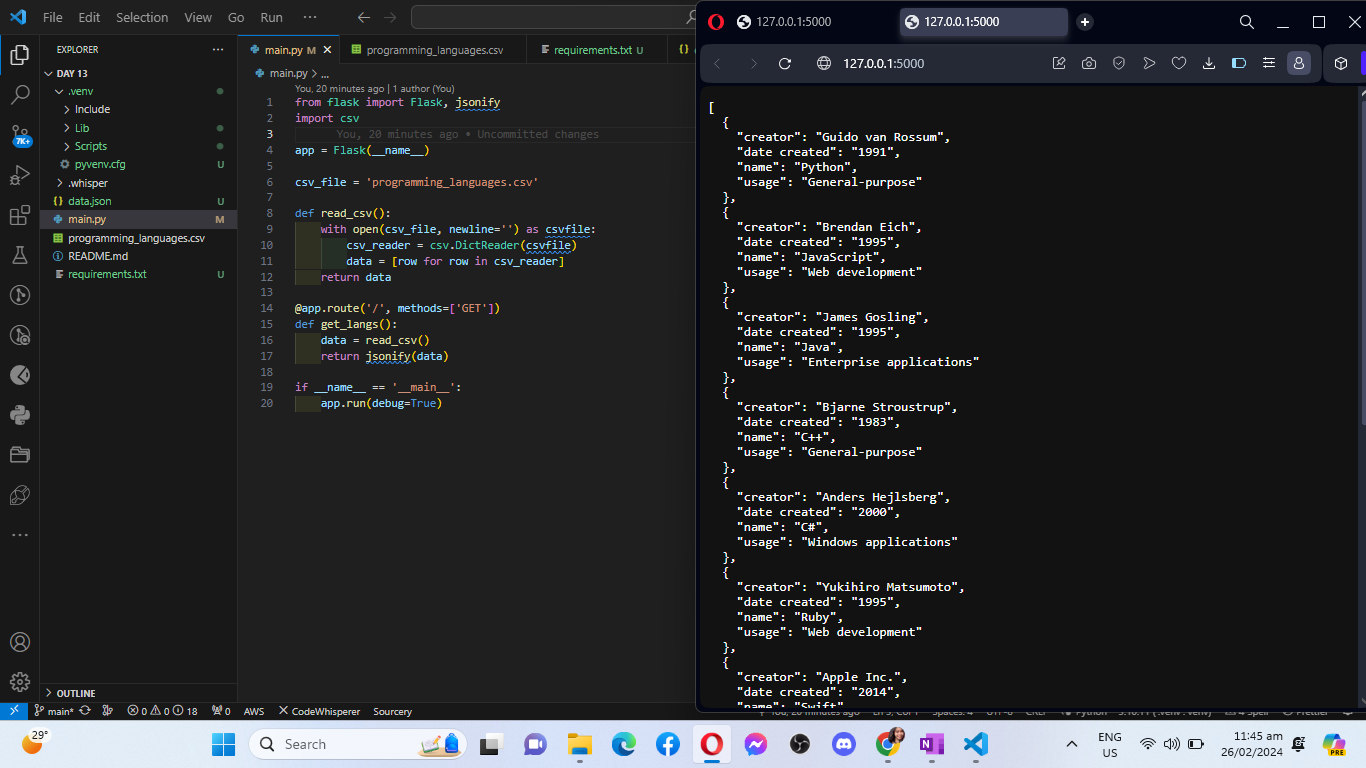 File Edit Selection View Go Run ···
EXPLORER
DAY 13
.venv
Include
Lib
Scripts
pyvenv.cfg U
.whisper
data.json U
main.py M
programming_languages.csv
README.md
requirements.txt U
OUTLINE
7K+
main.py M
programming_languages.csv
requirements.txt U
main.py > ...
You, 20 minutes ago | 1 author (You)
1 from flask import Flask, jsonify
2 import csv
3 You, 20 minutes ago • Uncommitted changes
4 app = Flask(__name__)
5
6 csv_file = 'programming_languages.csv'
7
8 def read_csv():
9 with open(csv_file, newline='') as csvfile:
10 csv_reader = csv.DictReader(csvfile)
11 data = [row for row in csv_reader]
12 return data
13
14 @app.route('/', methods=['GET'])
15 def get_langs():
16 data = read_csv()
17 return jsonify(data)
18
19 if __name__ == '__main__':
20 app.run(debug=True)
main* 0 0 18 0 AWS CodeWhisperer Sourcery
127.0.0.1:5000
127.0.0.1:5000
127.0.0.1:5000
[
{
"creator": "Guido van Rossum",
"date created": "1991",
"name": "Python",
"usage": "General-purpose"
},
{
"creator": "Brendan Eich",
"date created": "1995",
"name": "JavaScript",
"usage": "Web development"
},
{
"creator": "James Gosling",
"date created": "1995",
"name": "Java",
"usage": "Enterprise applications"
},
{
"creator": "Bjarne Stroustrup",
"date created": "1983",
"name": "C++",
"usage": "General-purpose"
},
{
"creator": "Anders Hejlsberg",
"date created": "2000",
"name": "C#",
"usage": "Windows applications"
},
{
"creator": "Yukihiro Matsumoto",
"date created": "1995",
"name": "Ruby",
"usage": "Web development"
},
{
"creator": "Apple Inc.",
"date created": "2014",
"name": "Swift"
29°
Search
ENG
US
11:45 am
26/02/2024
PRE